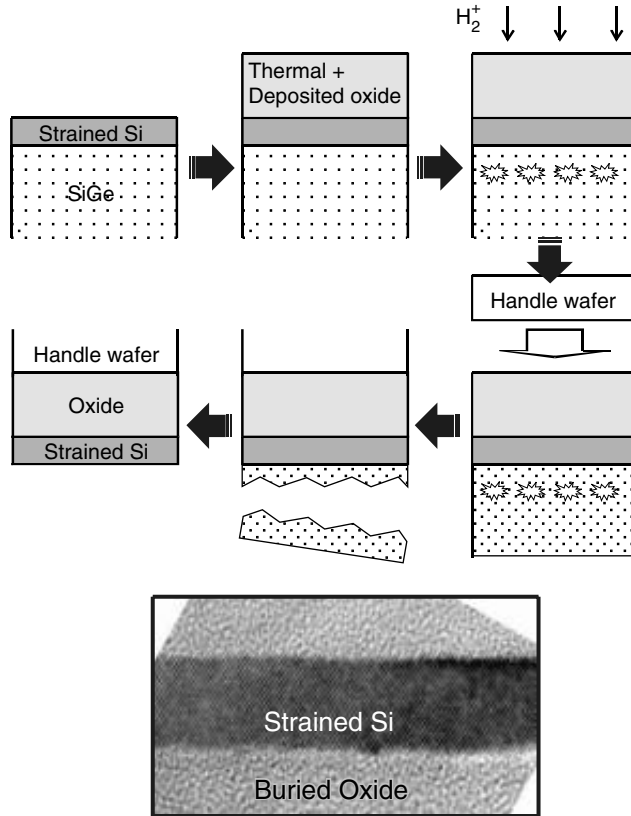 H₂⁺
Thermal +
Deposited oxide
Strained Si
SiGe
Handle wafer
Handle wafer
Oxide
Strained Si
Strained Si
Buried Oxide